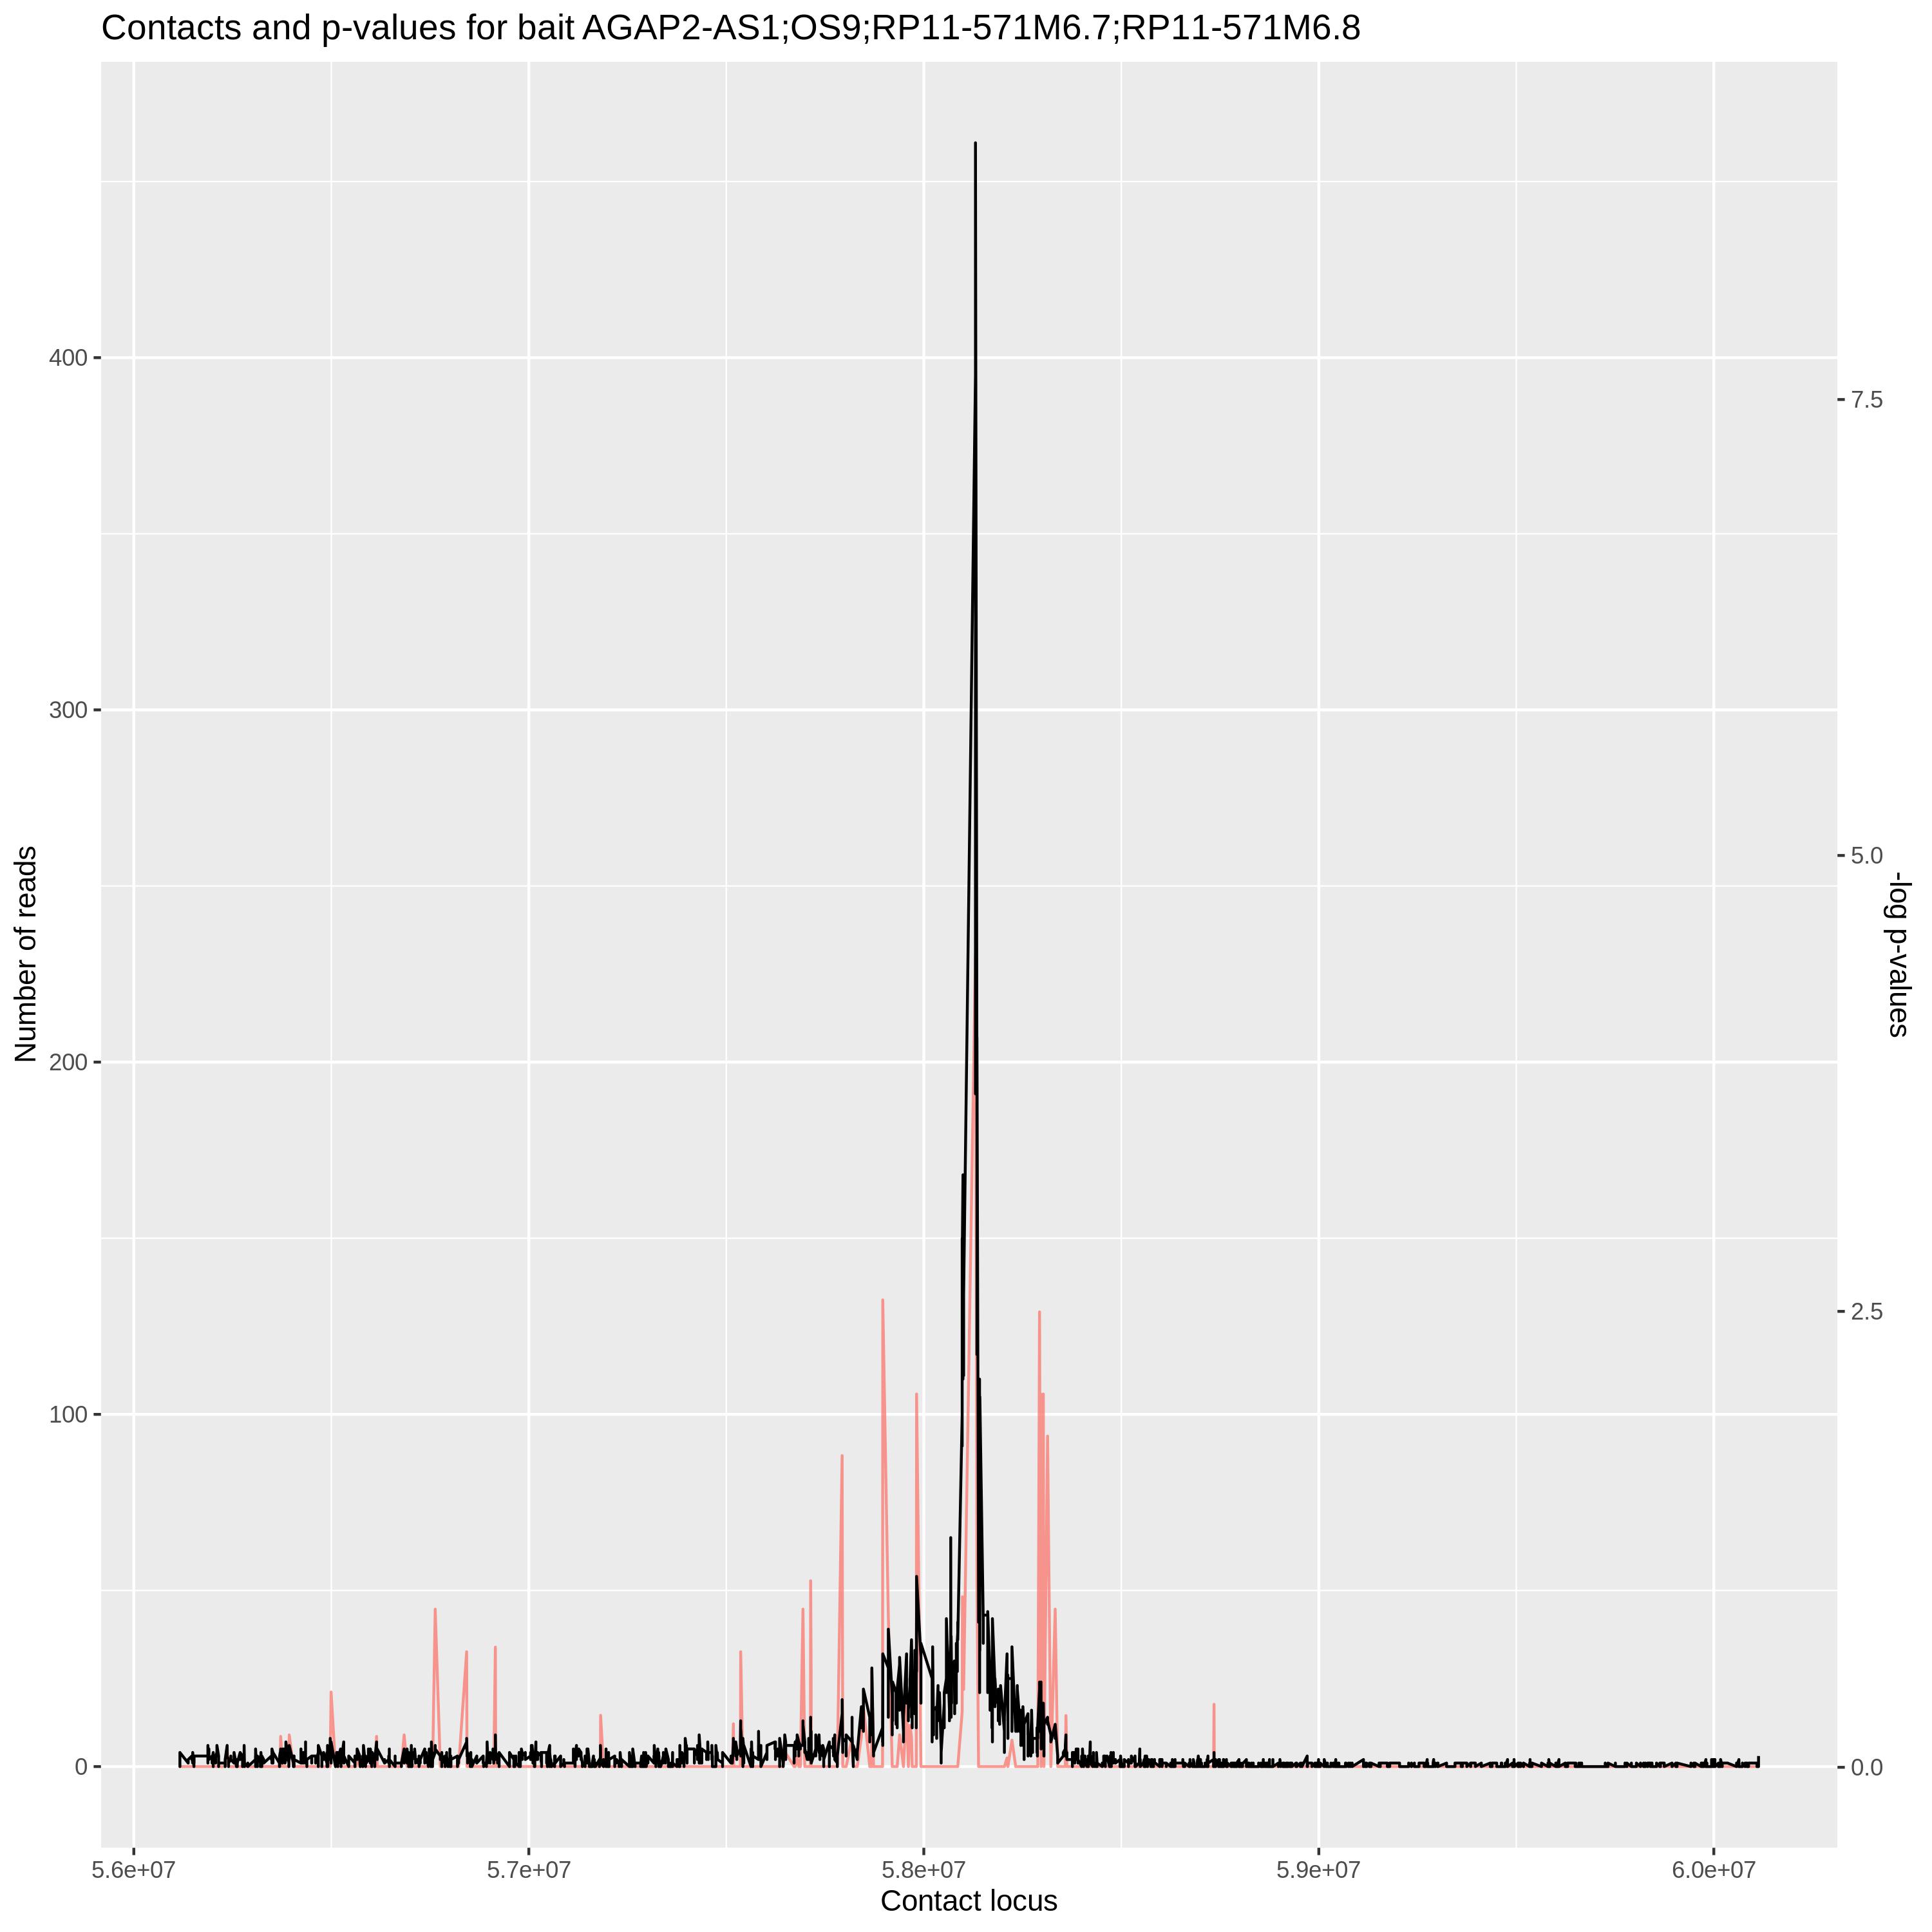 Contacts and p-values for bait AGAP2-AS1;OS9;RP11-571M6.7;RP11-571M6.8
400
300
200
100
0
Number of reads
7.5
5.0
2.5
0.0
-log p-values
5.6e+07
5.7e+07
5.8e+07
5.9e+07
6.0e+07
Contact locus